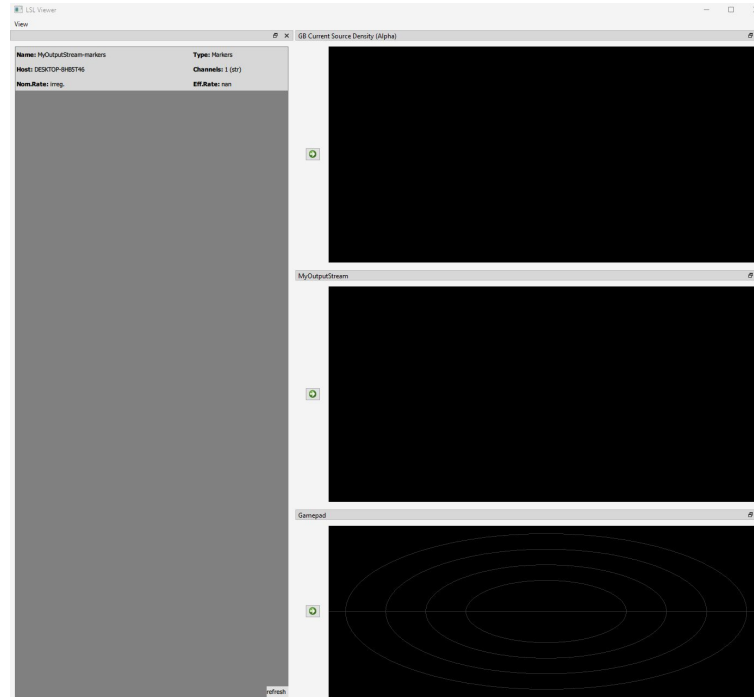 LSL Viewer
View
GB Current Source Density (Alpha)
Name: MyOutputStream-markers Type: Markers
Host: DESKTOP-8HB5T46 Channels: 1 (str)
Nom.Rate: irreg. Eff.Rate: nan
MyOutputStream
Gamepad
refresh